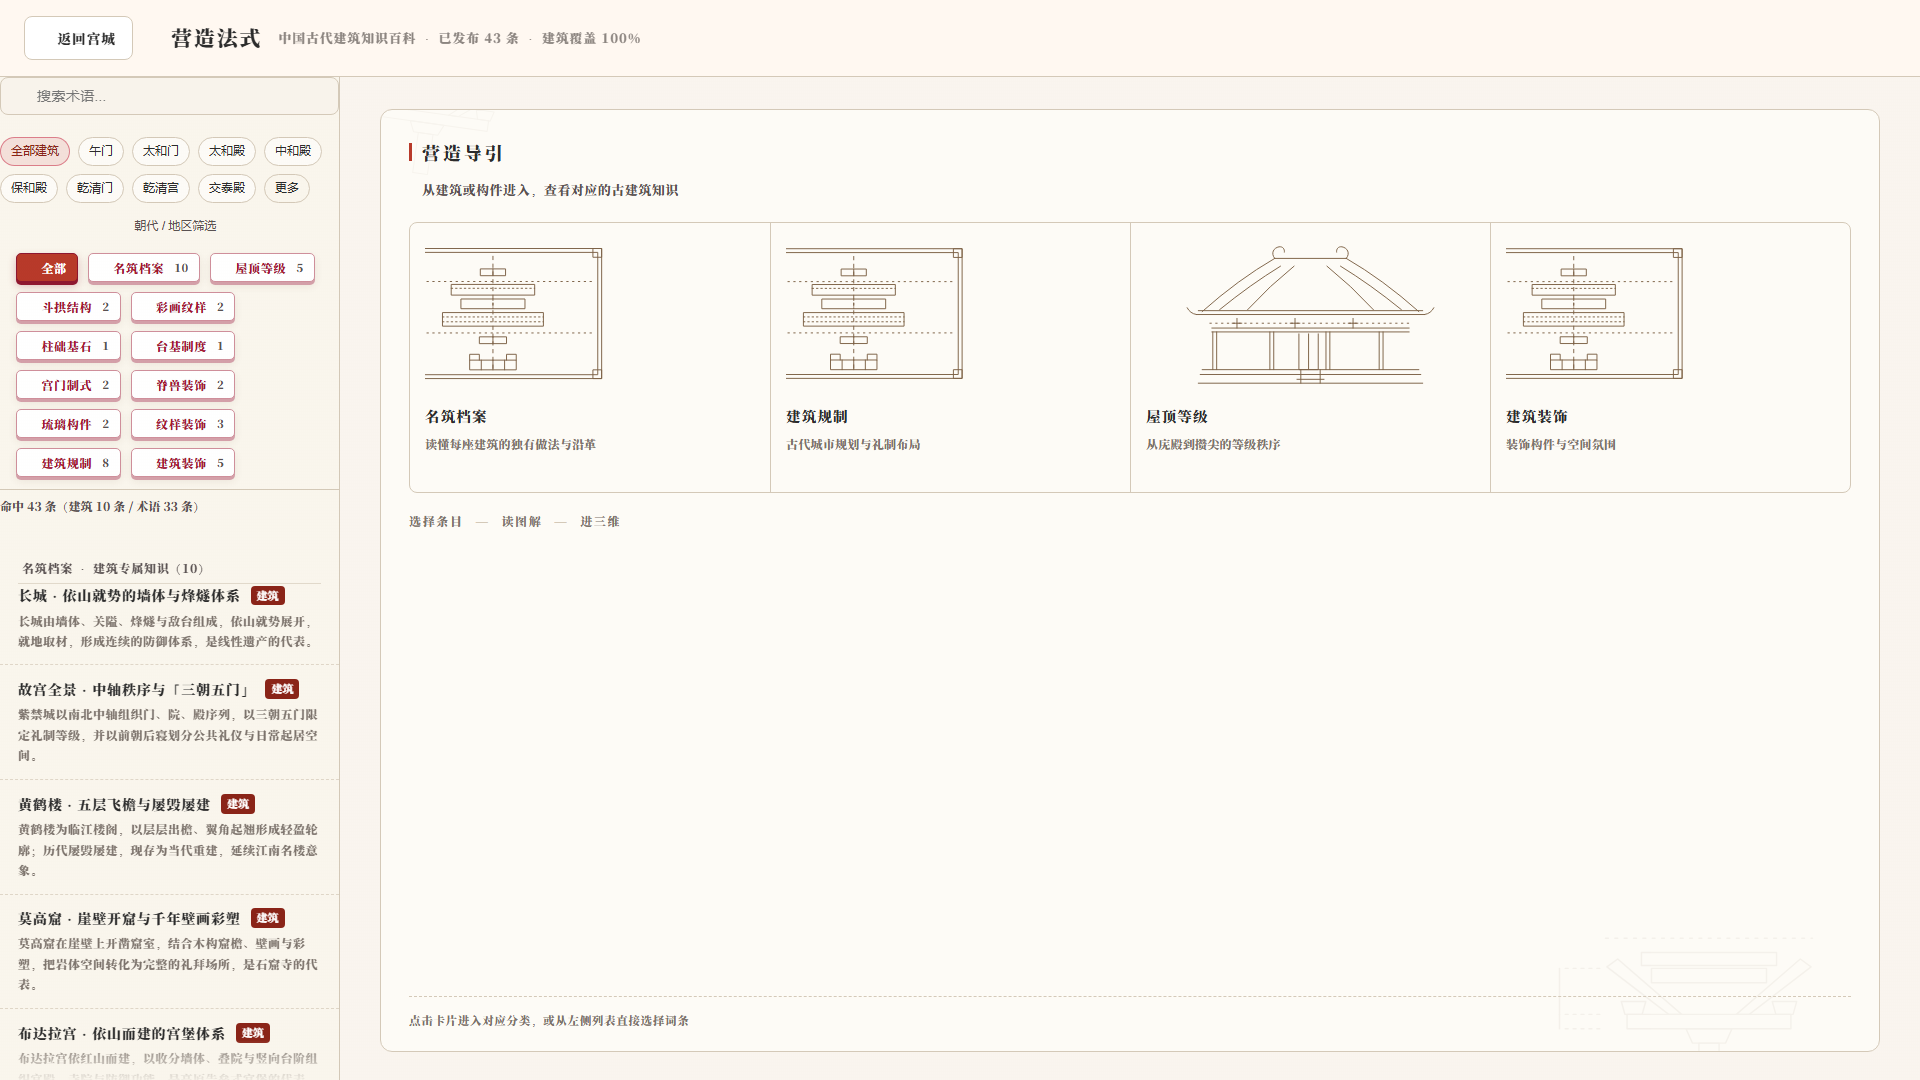 返回宫城
营造法式
中国古代建筑知识百科 · 已发布 43 条 · 建筑覆盖 100%
搜索术语...
全部建筑 午门 太和门 太和殿 中和殿
保和殿 乾清门 乾清宫 交泰殿 更多
朝代 / 地区筛选
全部 名筑档案 10 屋顶等级 5
斗拱结构 2 彩画纹样 2
柱础基石 1 台基制度 1
宫门制式 2 脊兽装饰 2
琉璃构件 2 纹样装饰 3
建筑规制 8 建筑装饰 5
命中 43 条（建筑 10 条 / 术语 33 条）
名筑档案 · 建筑专属知识（10）
长城 · 依山就势的墙体与烽燧体系 建筑
长城由墙体、关隘、烽燧与敌台组成，依山就势展开，
就地取材，形成连续的防御体系，是线性遗产的代表。
故宫全景 · 中轴秩序与「三朝五门」 建筑
紫禁城以南北中轴组织门、院、殿序列，以三朝五门限
定礼制等级，并以前朝后寝划分公共礼仪与日常起居空
间。
黄鹤楼 · 五层飞檐与屡毁屡建 建筑
黄鹤楼为临江楼阁，以层层出檐、翼角起翘形成轻盈轮
廓；历代屡毁屡建，现存为当代重建，延续江南名楼意
象。
莫高窟 · 崖壁开窟与千年壁画彩塑 建筑
莫高窟在崖壁上开凿窟室，结合木构窟檐、壁画与彩
塑，把岩体空间转化为完整的礼拜场所，是石窟寺的代
表。
布达拉宫 · 依山而建的宫堡体系 建筑
布达拉宫依红山而建，以收分墙体、叠院与竖向台阶组
营造导引
从建筑或构件进入，查看对应的古建筑知识
名筑档案
读懂每座建筑的独有做法与沿革
建筑规制
古代城市规划与礼制布局
屋顶等级
从庑殿到攒尖的等级秩序
建筑装饰
装饰构件与空间氛围
选择条目 — 读图解 — 进三维
点击卡片进入对应分类，或从左侧列表直接选择词条